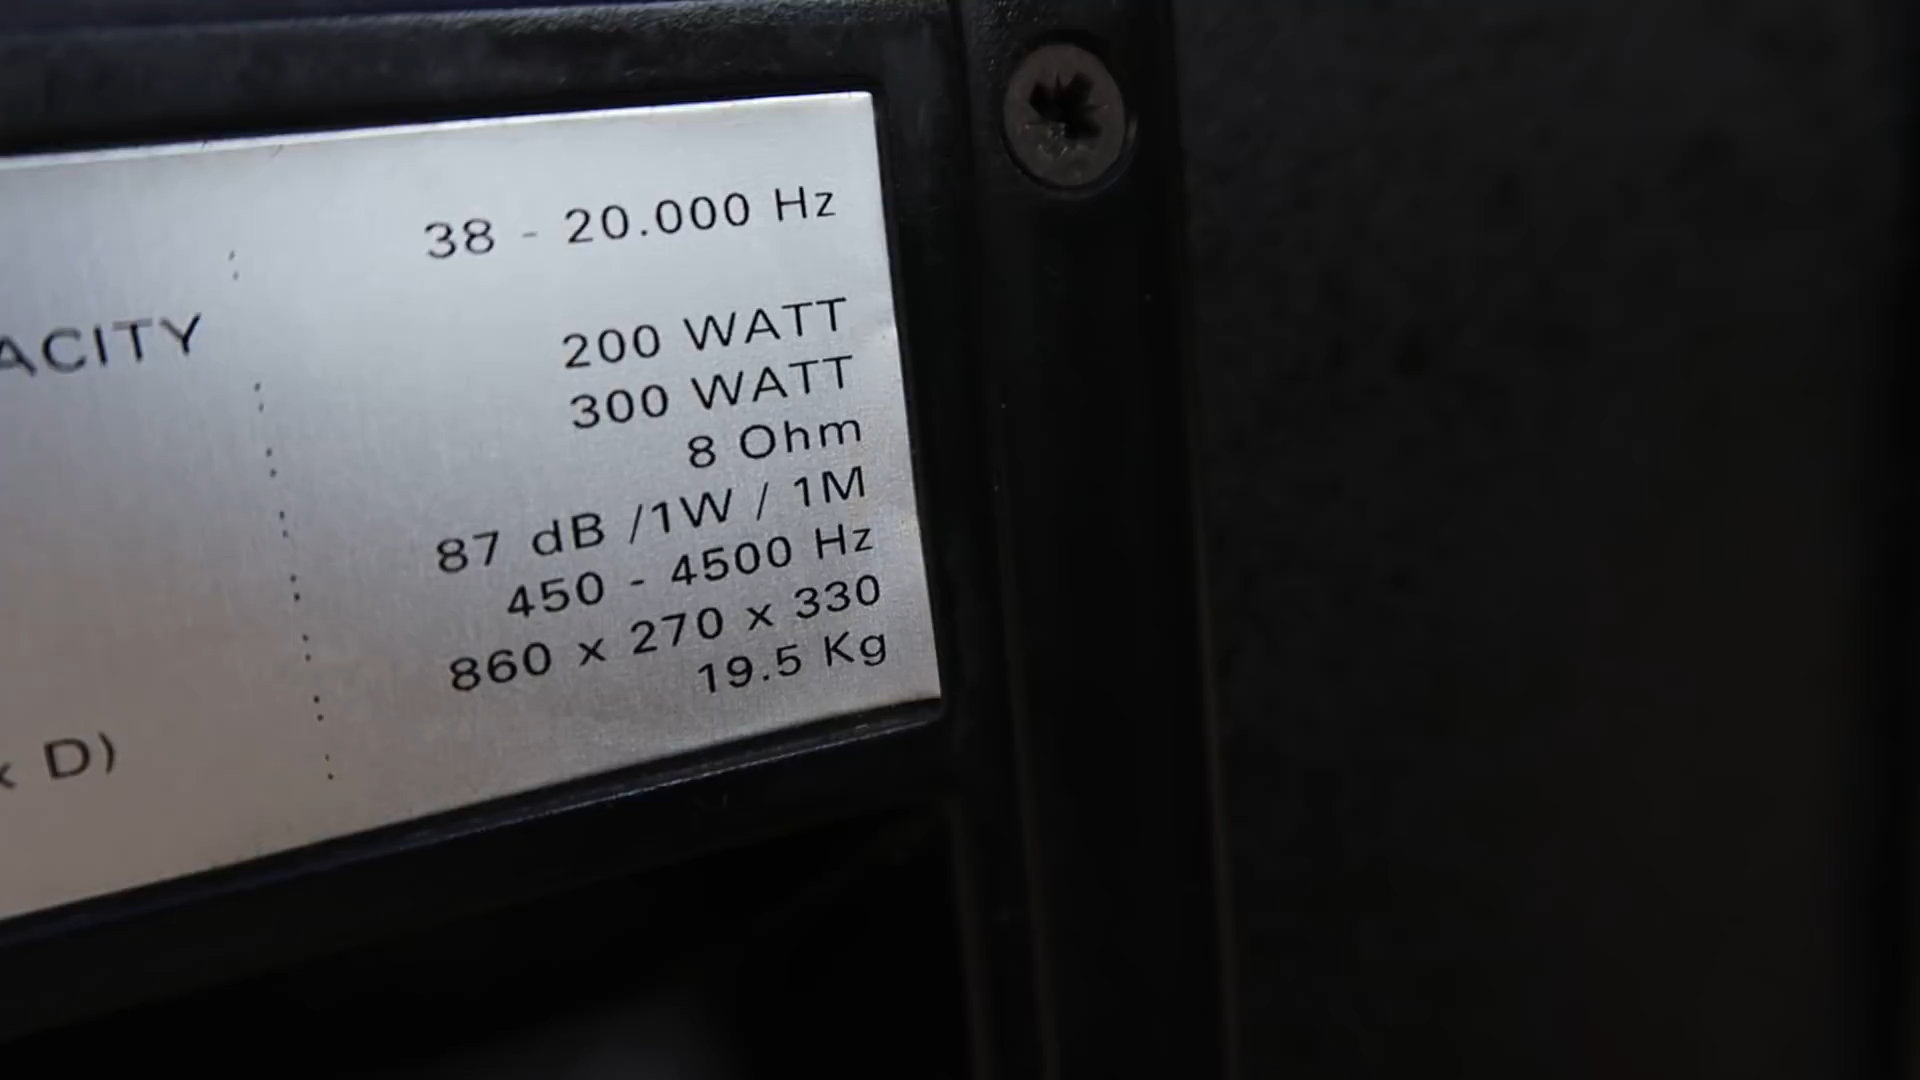 38 - 20.000 Hz
ACITY :
200 WATT
: 300 WATT
: 8 Ohm
: 87 dB /1W / 1M
: 450 - 4500 Hz
: 860 x 270 x 330
x D) : 19.5 Kg